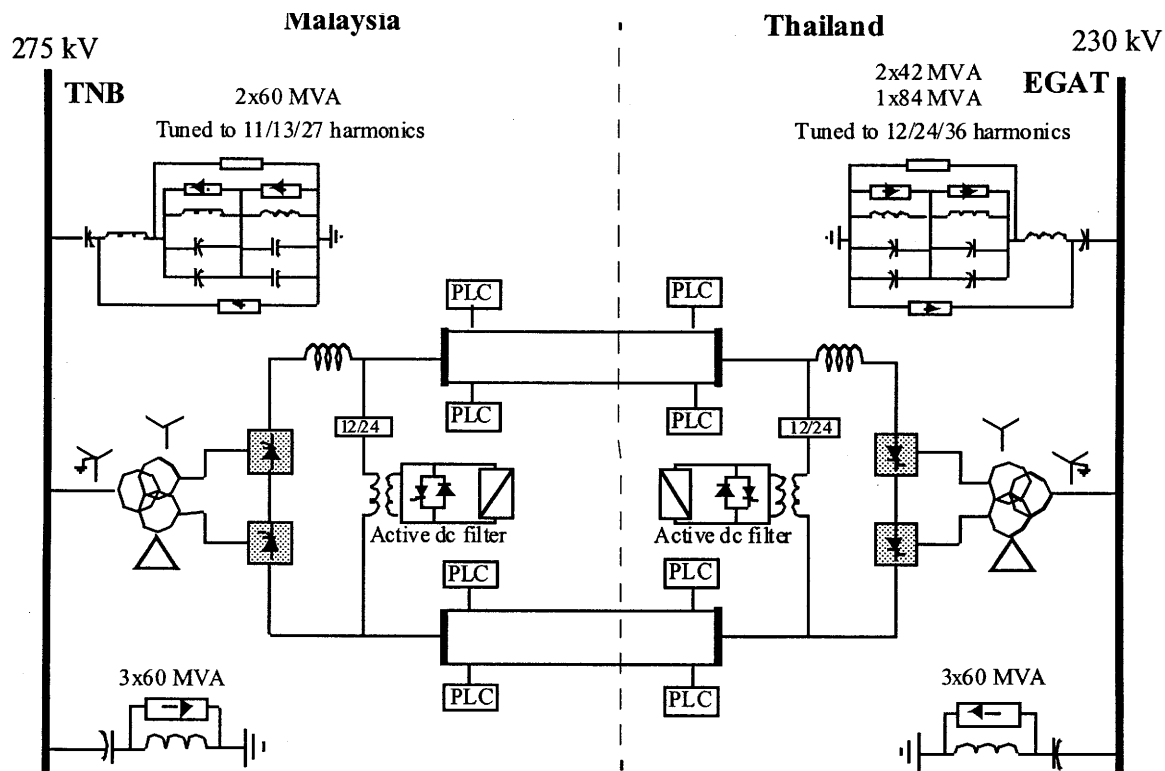 Malaysia
Thailand
275 kV
230 kV
TNB
EGAT
2x60 MVA
Tuned to 11/13/27 harmonics
2x42 MVA
1x84 MVA
Tuned to 12/24/36 harmonics
PLC
PLC
PLC
PLC
12/24
12/24
Active dc filter
Active dc filter
PLC
PLC
PLC
PLC
3x60 MVA
3x60 MVA